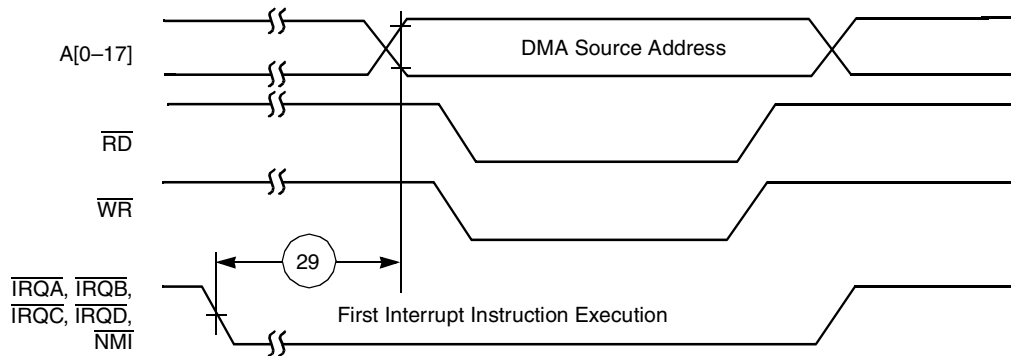 A[0–17]
DMA Source Address
RD
WR
29
IRQA, IRQB,
IRQC, IRQD,
NMI
First Interrupt Instruction Execution